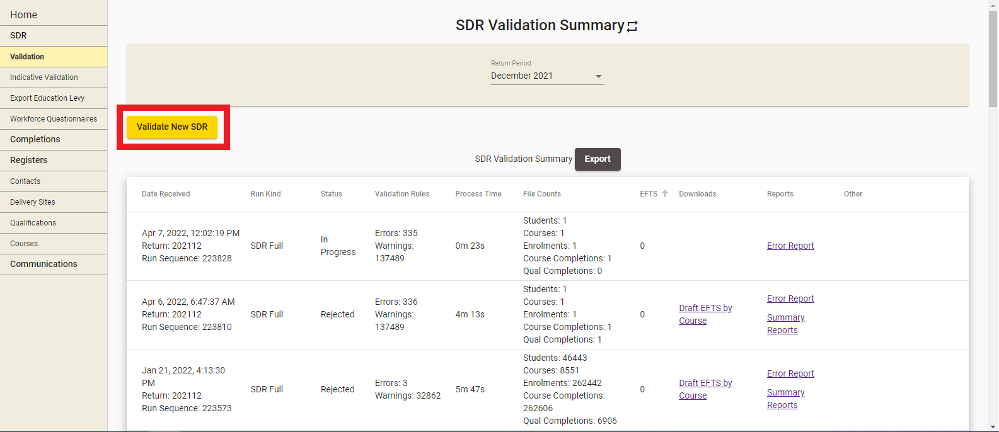 Home
SDR
Validation
Indicative Validation
Export Education Levy
Workforce Questionnaires
Completions
Registers
Contacts
Delivery Sites
Qualifications
Courses
Communications
SDR Validation Summary
Return Period
December 2021
Validate New SDR
SDR Validation Summary Export
Date Received Run Kind Status Validation Rules Process Time File Counts EFTS Downloads Reports Other
Apr 7, 2022, 12:02:19 PM
Return: 202112
Run Sequence: 223828
SDR Full
In
Progress
Errors: 335
Warnings:
137489
0m 23s
Students: 1
Courses: 1
Enrolments: 1
Course Completions: 1
Qual Completions: 0
0
Error Report
Apr 6, 2022, 6:47:37 AM
Return: 202112
Run Sequence: 223810
SDR Full
Rejected
Errors: 336
Warnings:
137489
4m 13s
Students: 1
Courses: 1
Enrolments: 1
Course Completions: 1
Qual Completions: 1
0
Draft EFTS by
Course
Error Report
Summary
Reports
Jan 21, 2022, 4:13:30
PM
Return: 202112
Run Sequence: 223573
SDR Full
Rejected
Errors: 3
Warnings: 32862
5m 47s
Students: 46443
Courses: 8551
Enrolments: 262442
Course Completions:
262606
Qual Completions: 6906
0
Draft EFTS by
Course
Error Report
Summary
Reports